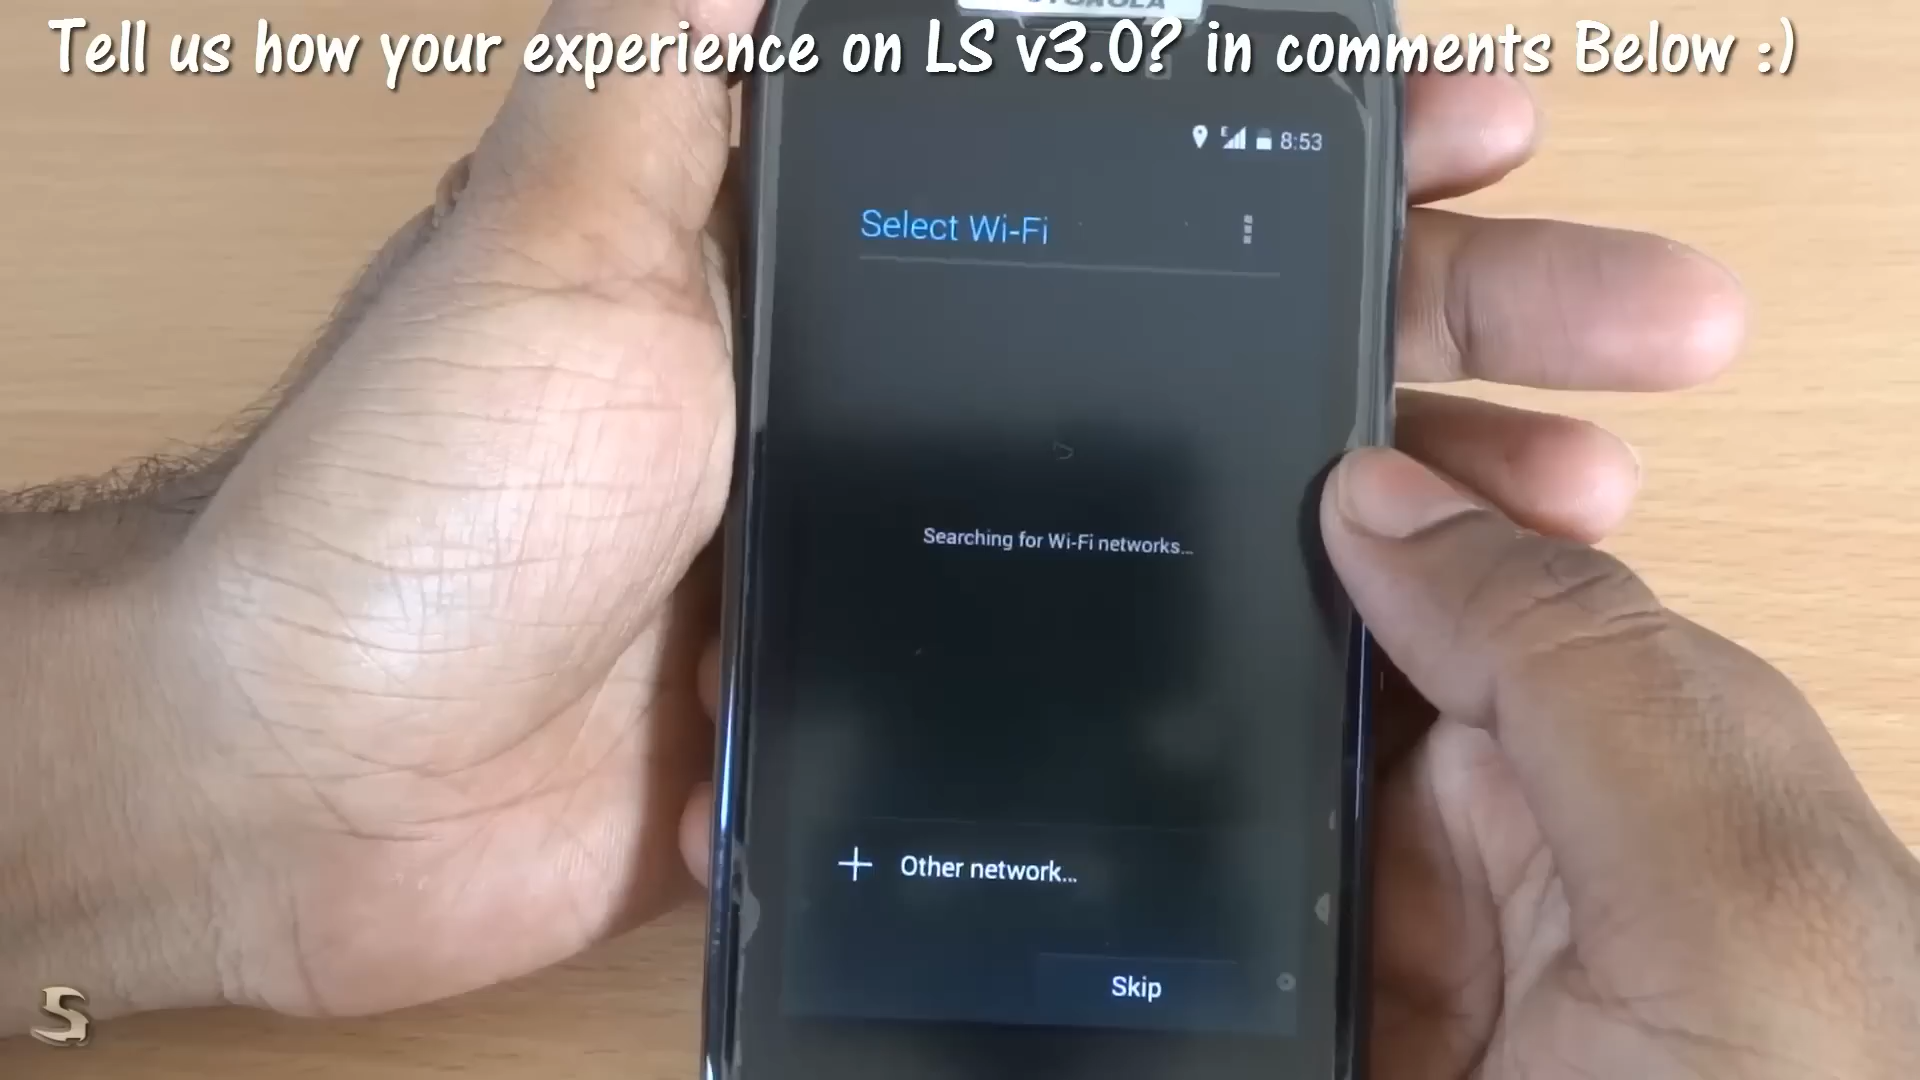 Tell us how your experience on LS v3.0? in comments Below :)
MOTOROLA
E 8:53
Select Wi-Fi
Searching for Wi-Fi networks...
Other network...
Skip
S